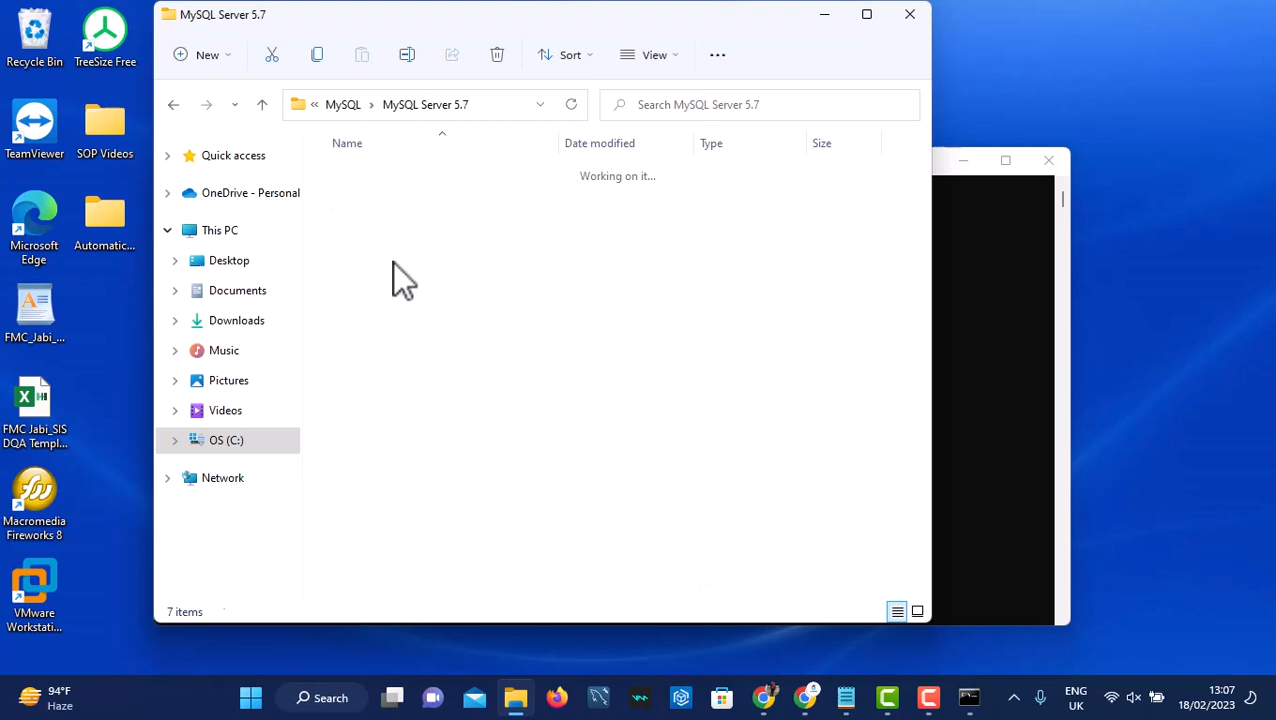 Recycle Bin
TreeSize Free
TeamViewer
SOP Videos
Microsoft
Edge
Automatic...
FMC_Jabi_...
FMC Jabi_SIS
DQA Templ...
Macromedia
Fireworks 8
VMware
Workstati...
MySQL Server 5.7
New
Sort
View
MySQL > MySQL Server 5.7
Search MySQL Server 5.7
Name
Date modified
Type
Size
Working on it...
Quick access
OneDrive - Personal
This PC
Desktop
Documents
Downloads
Music
Pictures
Videos
OS (C:)
Network
7 items
94°F
Haze
Search
ENG
UK
13:07
18/02/2023